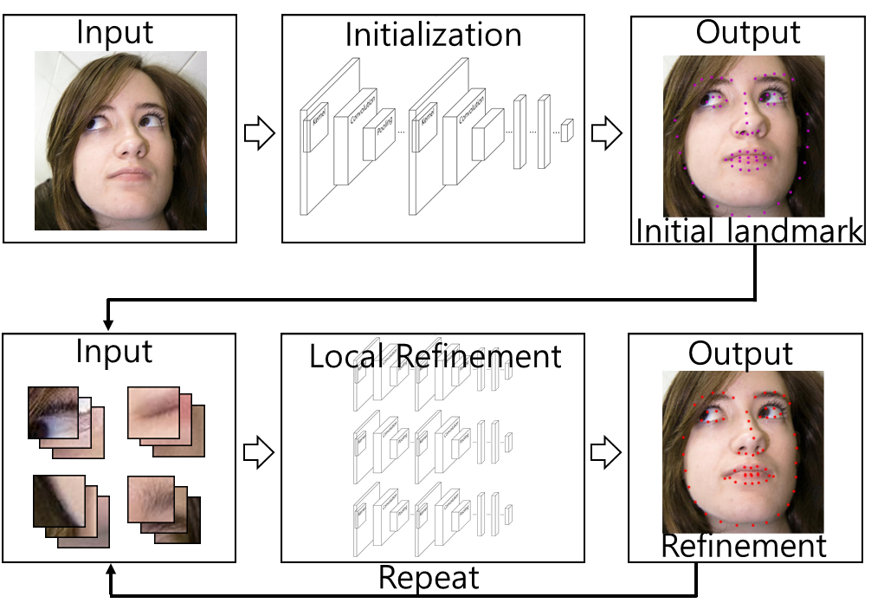 Input
Initialization
Output
Kernel
Convolution
Pooling
Kernel
Convolution
Initial landmark
Input
Local Refinement
Output
Refinement
Repeat